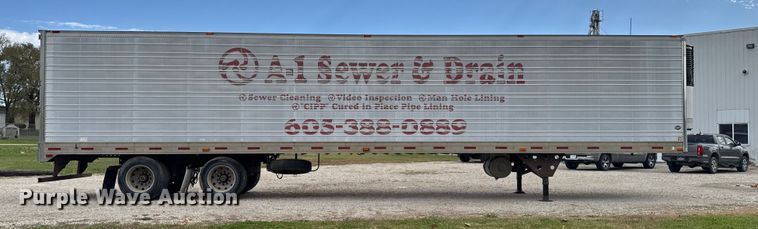 A-1 Sewer & Drain
Sewer Cleaning Video Inspection Man Hole Lining
"CIPP" Cured in Place Pipe Lining
605-388-0889
Purple Wave Auction